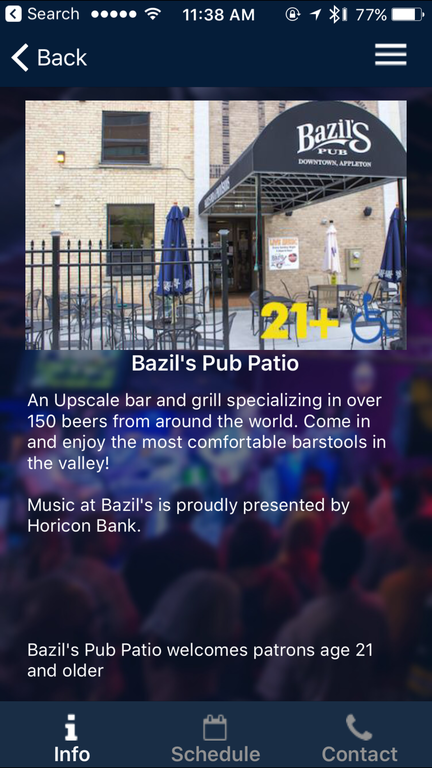 Search 11:38 AM 77%
Back
BAZIL'S
PUB
DOWNTOWN, APPLETON
LIVE MUSIC
21+
Bazil's Pub Patio
An Upscale bar and grill specializing in over
150 beers from around the world. Come in
and enjoy the most comfortable barstools in
the valley!
Music at Bazil's is proudly presented by
Horicon Bank.
Bazil's Pub Patio welcomes patrons age 21
and older
Info Schedule Contact